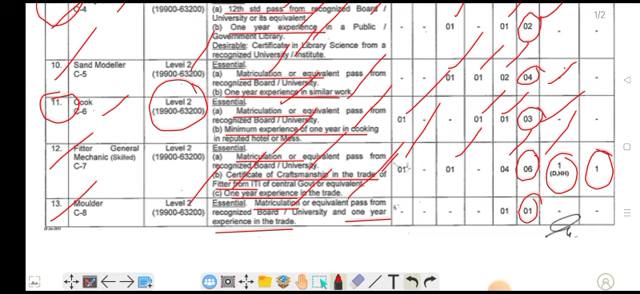 -4
(a) 12th std pass from recognized Board /
University or its equivalent
(b) One year experience in a Public /
Government Library.
Desirable: Certificate in Library Science from a
recognized University / Institute.
- - 01 - 01 02 - -
1/2
10. Sand Modeller
C-5
Level 2
(19900-63200)
Essential:
(a) Matriculation or equivalent pass from
recognized Board / University.
(b) One year experience in similar work.
- - 01 01 02 04 - -
11. Cook
C-6
Level 2
(19900-63200)
Essential:
(a) Matriculation or equivalent pass from
recognized Board / University.
(b) Minimum experience of one year in cooking
in reputed hotel or Mess.
01 - - 01 01 03 - -
12. Fitter General
Mechanic (Skilled)
C-7
Level 2
(19900-63200)
Essential:
(a) Matriculation or equivalent pass from
recognized Board / University.
(b) Certificate of Craftsmanship in the trade of
Fitter from ITI of central Govt or equivalent.
(c) One year experience in the trade.
01 - 01 - 04 06 1 1
(D,HH)
13. Moulder
C-8
Level 2
(19900-63200)
Essential: Matriculation or equivalent pass from
recognized Board / University and one year
experience in the trade.
- - - 01 01 - -
T